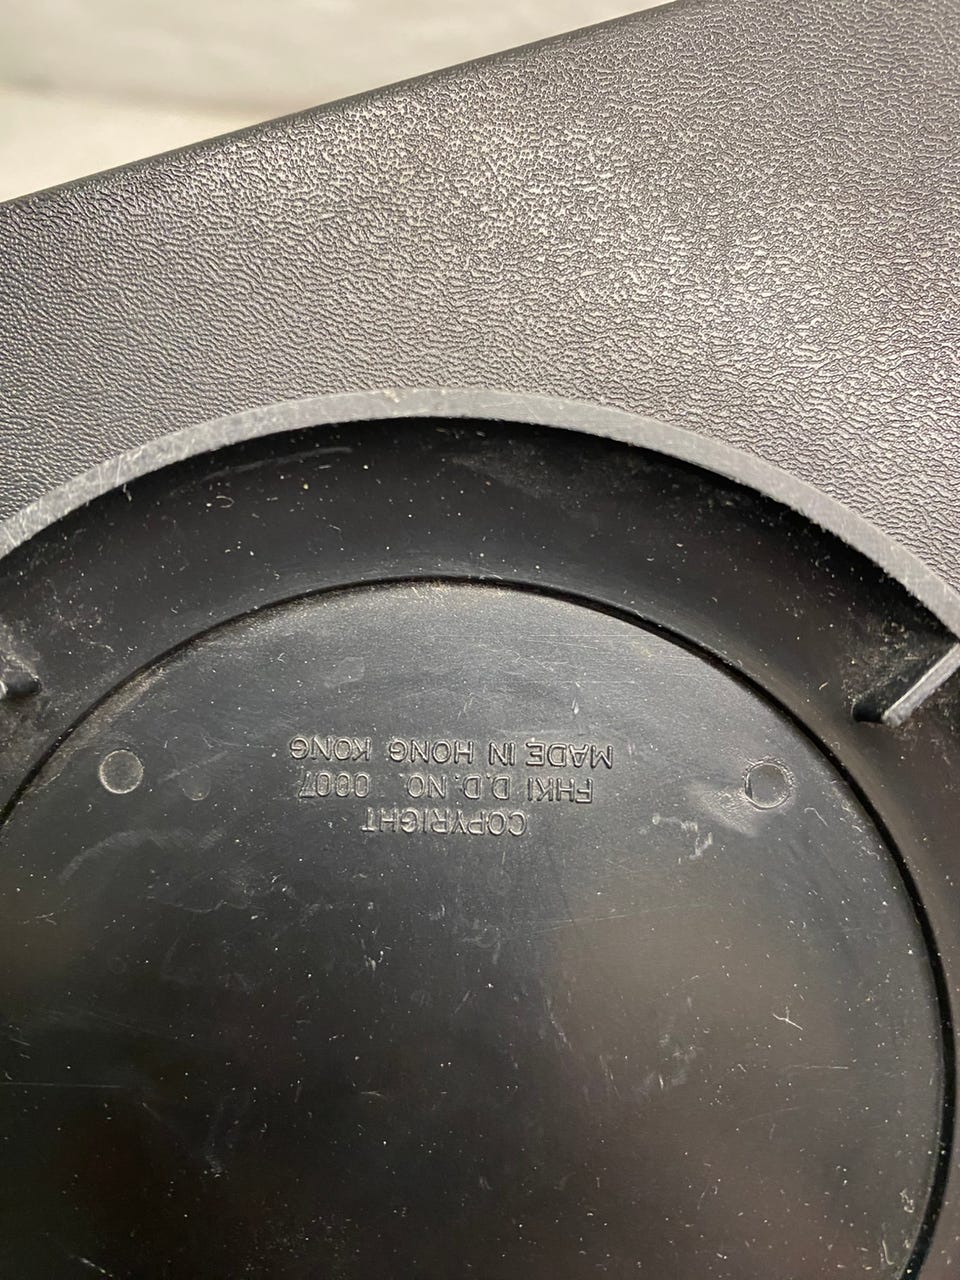 COPYRIGHT
FHKI D.D.NO. 0007
MADE IN HONG KONG